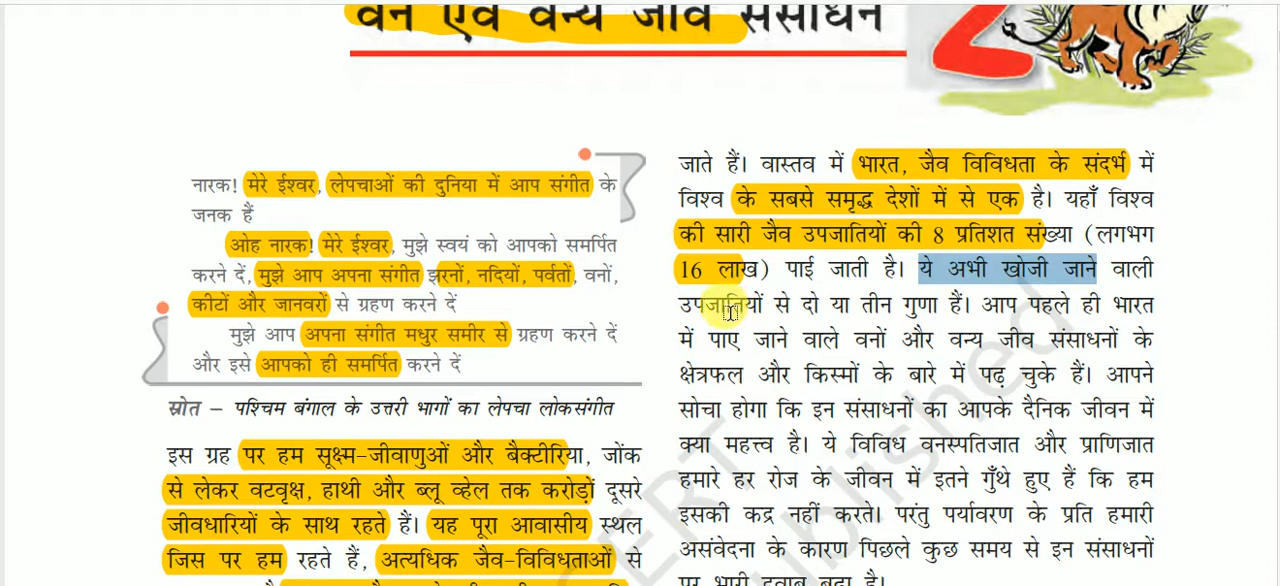 वन एवं वन्य जीव संसाधन
2
नारक! मेरे ईश्वर, लेपचाओं की दुनिया में आप संगीत के
जनक हैं
ओह नारक! मेरे ईश्वर, मुझे स्वयं को आपको समर्पित
करने दें, मुझे आप अपना संगीत झरनों, नदियों, पर्वतों, वनों,
कीटों और जानवरों से ग्रहण करने दें
मुझे आप अपना संगीत मधुर समीर से ग्रहण करने दें
और इसे आपको ही समर्पित करने दें
स्रोत – पश्चिम बंगाल के उत्तरी भागों का लेपचा लोकसंगीत
इस ग्रह पर हम सूक्ष्म-जीवाणुओं और बैक्टीरिया, जोंक
से लेकर वटवृक्ष, हाथी और ब्लू व्हेल तक करोड़ों दूसरे
जीवधारियों के साथ रहते हैं। यह पूरा आवासीय स्थल
जिस पर हम रहते हैं, अत्यधिक जैव-विविधताओं से
जाते हैं। वास्तव में भारत, जैव विविधता के संदर्भ में
विश्व के सबसे समृद्ध देशों में से एक है। यहाँ विश्व
की सारी जैव उपजातियों की 8 प्रतिशत संख्या (लगभग
16 लाख) पाई जाती है। ये अभी खोजी जाने वाली
उपजातियों से दो या तीन गुणा हैं। आप पहले ही भारत
में पाए जाने वाले वनों और वन्य जीव संसाधनों के
क्षेत्रफल और किस्मों के बारे में पढ़ चुके हैं। आपने
सोचा होगा कि इन संसाधनों का आपके दैनिक जीवन में
क्या महत्त्व है। ये विविध वनस्पतिजात और प्राणिजात
हमारे हर रोज के जीवन में इतने गुँथे हुए हैं कि हम
इसकी कद्र नहीं करते। परंतु पर्यावरण के प्रति हमारी
असंवेदना के कारण पिछले कुछ समय से इन संसाधनों
पर भारी दबाव बढ़ा है।